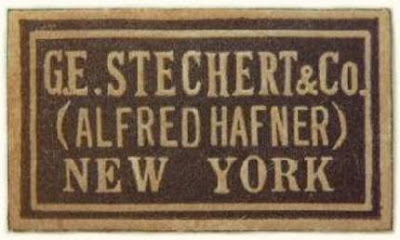 G.E. STECHERT & Co.
(ALFRED HAFNER)
NEW YORK